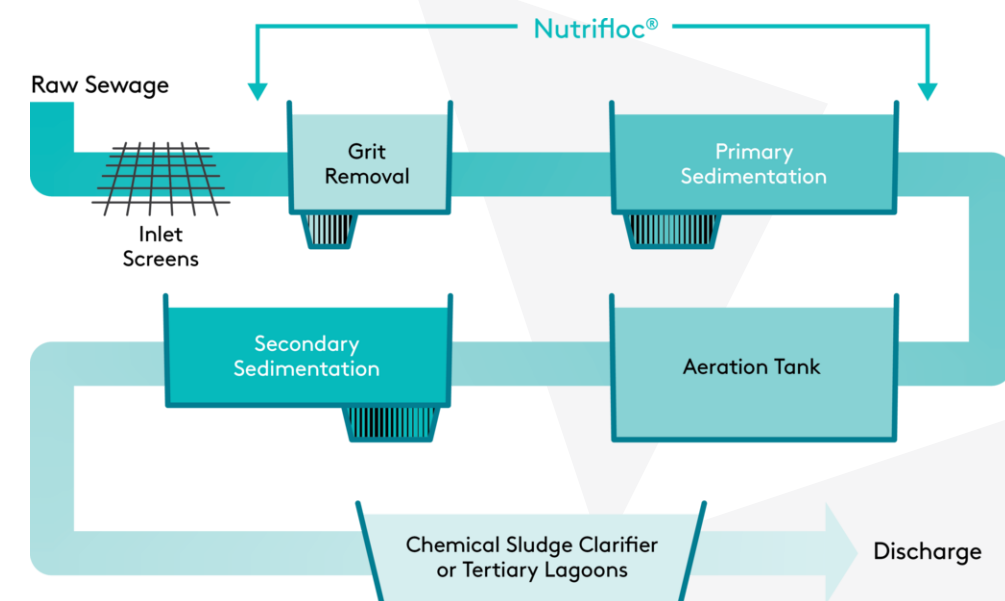 Nutrifloc®
Raw Sewage
Grit
Removal
Primary
Sedimentation
Inlet
Screens
Secondary
Sedimentation
Aeration Tank
Chemical Sludge Clarifier
or Tertiary Lagoons
Discharge